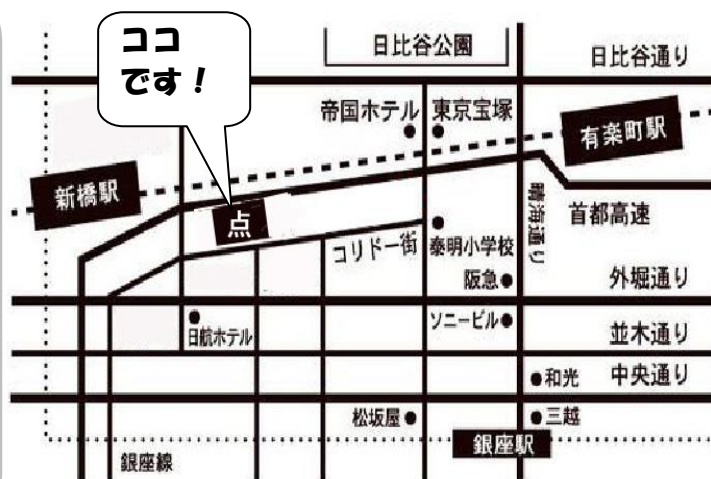 ココ
です!
日比谷公園
日比谷通り
帝国ホテル
東京宝塚
有楽町駅
新橋駅
点
コリドー街
泰明小学校
晴海通り
首都高速
阪急
外堀通り
日航ホテル
ソニービル
並木通り
和光
中央通り
松坂屋
三越
銀座駅
銀座線